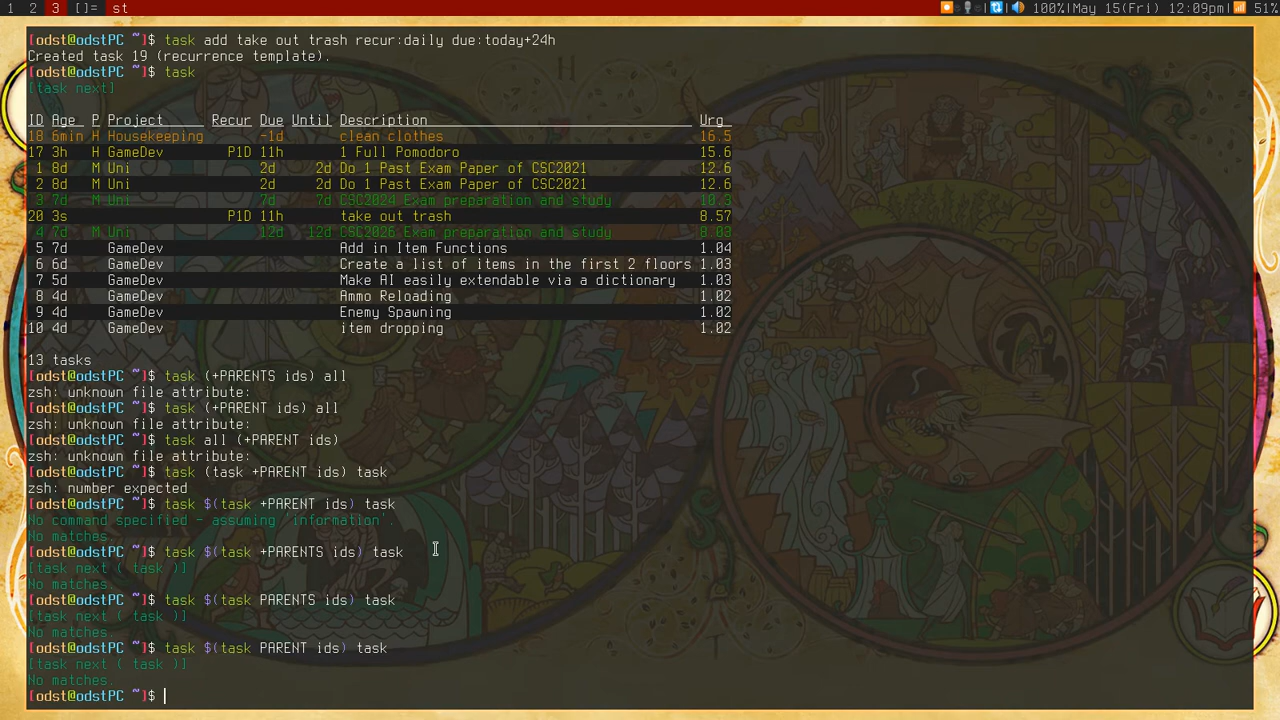 1 2 3 []= st 100%|May 15(Fri) 12:09pm| 51%
[odst@odstPC ~]$ task add take out trash recur:daily due:today+24h
Created task 19 (recurrence template).
[odst@odstPC ~]$ task
[task next]
ID Age P Project Recur Due Until Description Urg
18 6min H Housekeeping -1d clean clothes 16.5
17 3h H GameDev P1D 11h 1 Full Pomodoro 15.6
1 8d M Uni 2d 2d Do 1 Past Exam Paper of CSC2021 12.6
2 8d M Uni 2d 2d Do 1 Past Exam Paper of CSC2021 12.6
3 7d M Uni 7d 7d CSC2024 Exam preparation and study 10.3
20 3s P1D 11h take out trash 8.57
4 7d M Uni 12d 12d CSC2026 Exam preparation and study 8.03
5 7d GameDev Add in Item Functions 1.04
6 6d GameDev Create a list of items in the first 2 floors 1.03
7 5d GameDev Make AI easily extendable via a dictionary 1.03
8 4d GameDev Ammo Reloading 1.02
9 4d GameDev Enemy Spawning 1.02
10 4d GameDev item dropping 1.02
13 tasks
[odst@odstPC ~]$ task (+PARENTS ids) all
zsh: unknown file attribute:
[odst@odstPC ~]$ task (+PARENT ids) all
zsh: unknown file attribute:
[odst@odstPC ~]$ task all (+PARENT ids)
zsh: unknown file attribute:
[odst@odstPC ~]$ task (task +PARENT ids) task
zsh: number expected
[odst@odstPC ~]$ task $(task +PARENT ids) task
No command specified - assuming 'information'.
No matches.
[odst@odstPC ~]$ task $(task +PARENTS ids) task
[task next ( task )]
No matches.
[odst@odstPC ~]$ task $(task PARENTS ids) task
[task next ( task )]
No matches.
[odst@odstPC ~]$ task $(task PARENT ids) task
[task next ( task )]
No matches.
[odst@odstPC ~]$